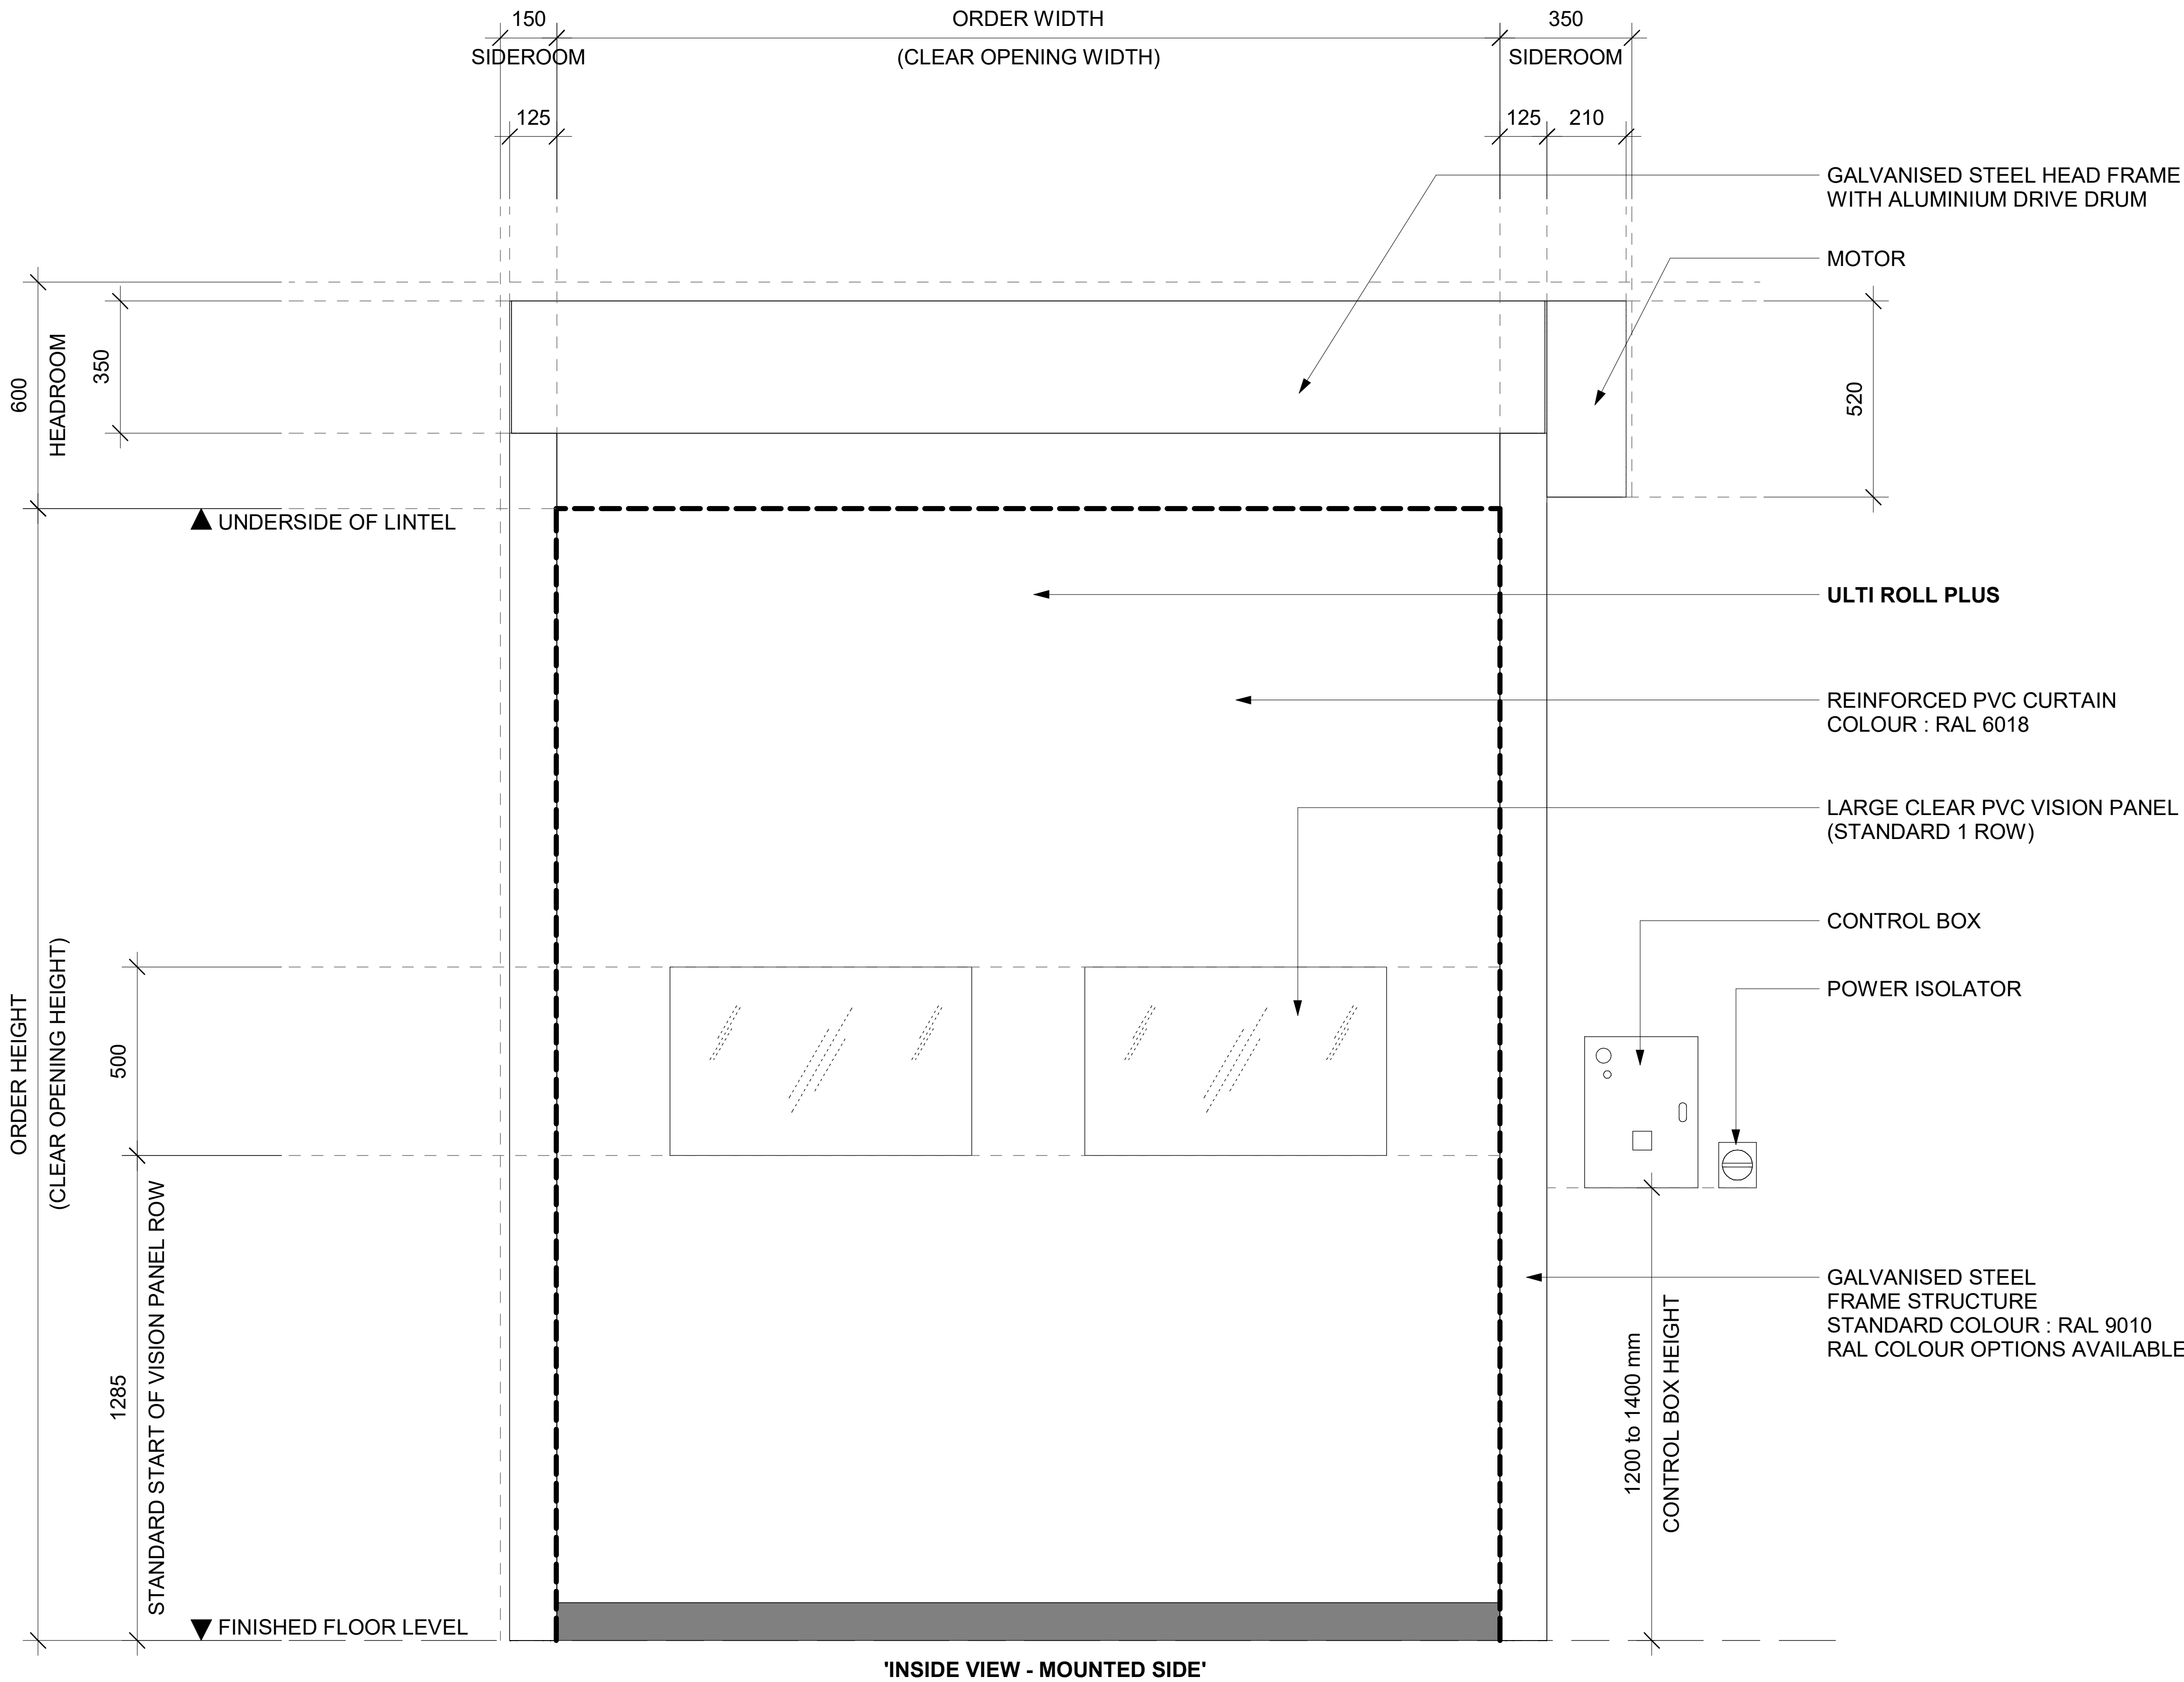 150
ORDER WIDTH
350
SIDEROOM
(CLEAR OPENING WIDTH)
SIDEROOM
125
125
210
GALVANISED STEEL HEAD FRAME
WITH ALUMINIUM DRIVE DRUM
MOTOR
600
HEADROOM
350
520
UNDERSIDE OF LINTEL
ULTI ROLL PLUS
REINFORCED PVC CURTAIN
COLOUR : RAL 6018
LARGE CLEAR PVC VISION PANEL
(STANDARD 1 ROW)
CONTROL BOX
POWER ISOLATOR
ORDER HEIGHT
(CLEAR OPENING HEIGHT)
500
1285
STANDARD START OF VISION PANEL ROW
GALVANISED STEEL
FRAME STRUCTURE
STANDARD COLOUR : RAL 9010
RAL COLOUR OPTIONS AVAILABLE
1200 to 1400 mm
CONTROL BOX HEIGHT
FINISHED FLOOR LEVEL
'INSIDE VIEW - MOUNTED SIDE'